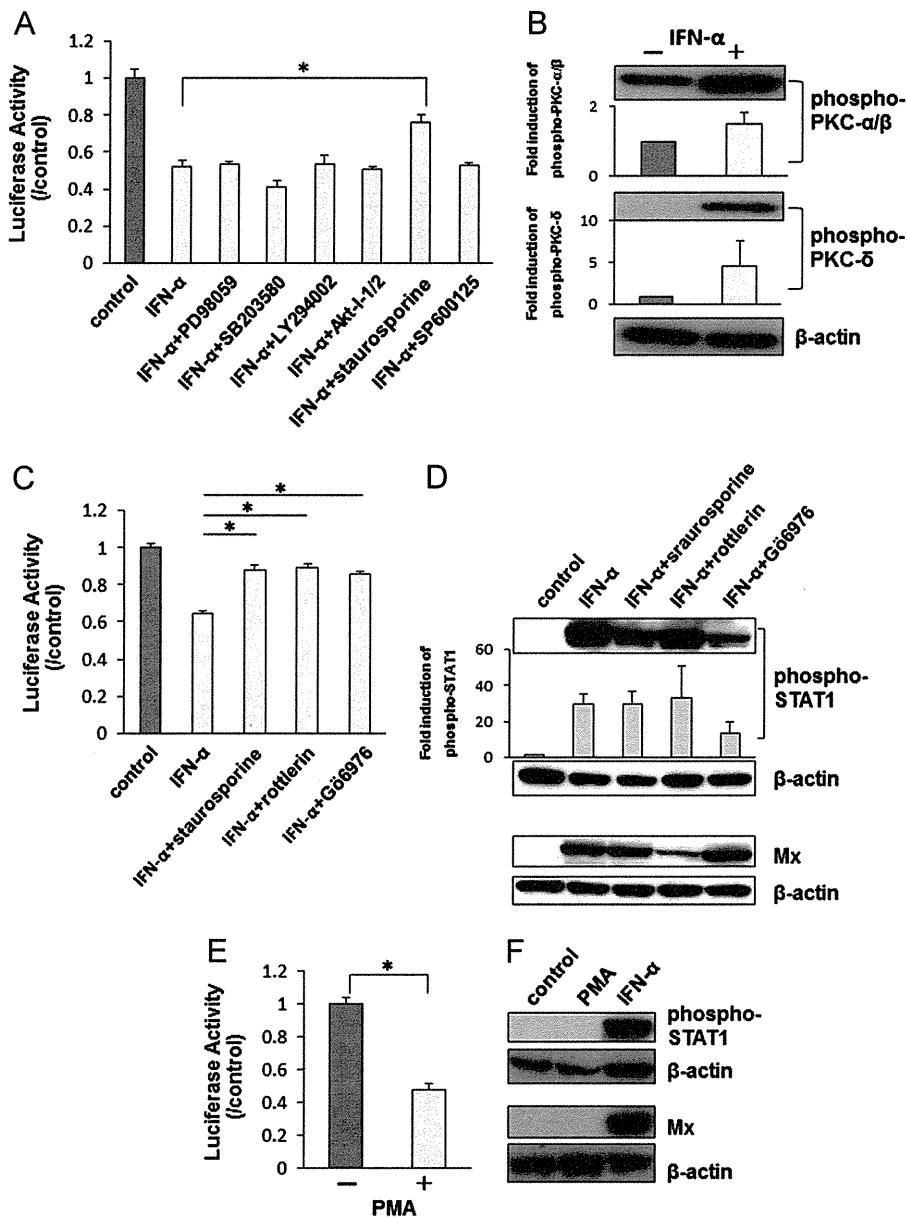 A
Luciferase Activity
(/control)
1.2
1
0.8
0.6
0.4
0.2
0
*
control
IFN-α
IFN-α+PD98059
IFN-α+SB203580
IFN-α+LY294002
IFN-α+Akt-I-1/2
IFN-α+staurosporine
IFN-α+SP600125
B
IFN-α
− +
Fold induction of
phospho-PKC-α/β
2
1
0
phospho-
PKC-α/β
Fold induction of
phospho-PKC-δ
10
5
0
phospho-
PKC-δ
β-actin
C
Luciferase Activity
(/control)
1.2
1
0.8
0.6
0.4
0.2
0
*
*
*
control
IFN-α
IFN-α+staurosporine
IFN-α+rottlerin
IFN-α+Gö6976
D
control
IFN-α
IFN-α+sraurosporine
IFN-α+rottlerin
IFN-α+Gö6976
Fold induction of
phospho-STAT1
60
40
20
0
phospho-
STAT1
β-actin
Mx
β-actin
E
Luciferase Activity
(/control)
1.2
1
0.8
0.6
0.4
0.2
0
*
− +
PMA
F
control
PMA
IFN-α
phospho-
STAT1
β-actin
Mx
β-actin